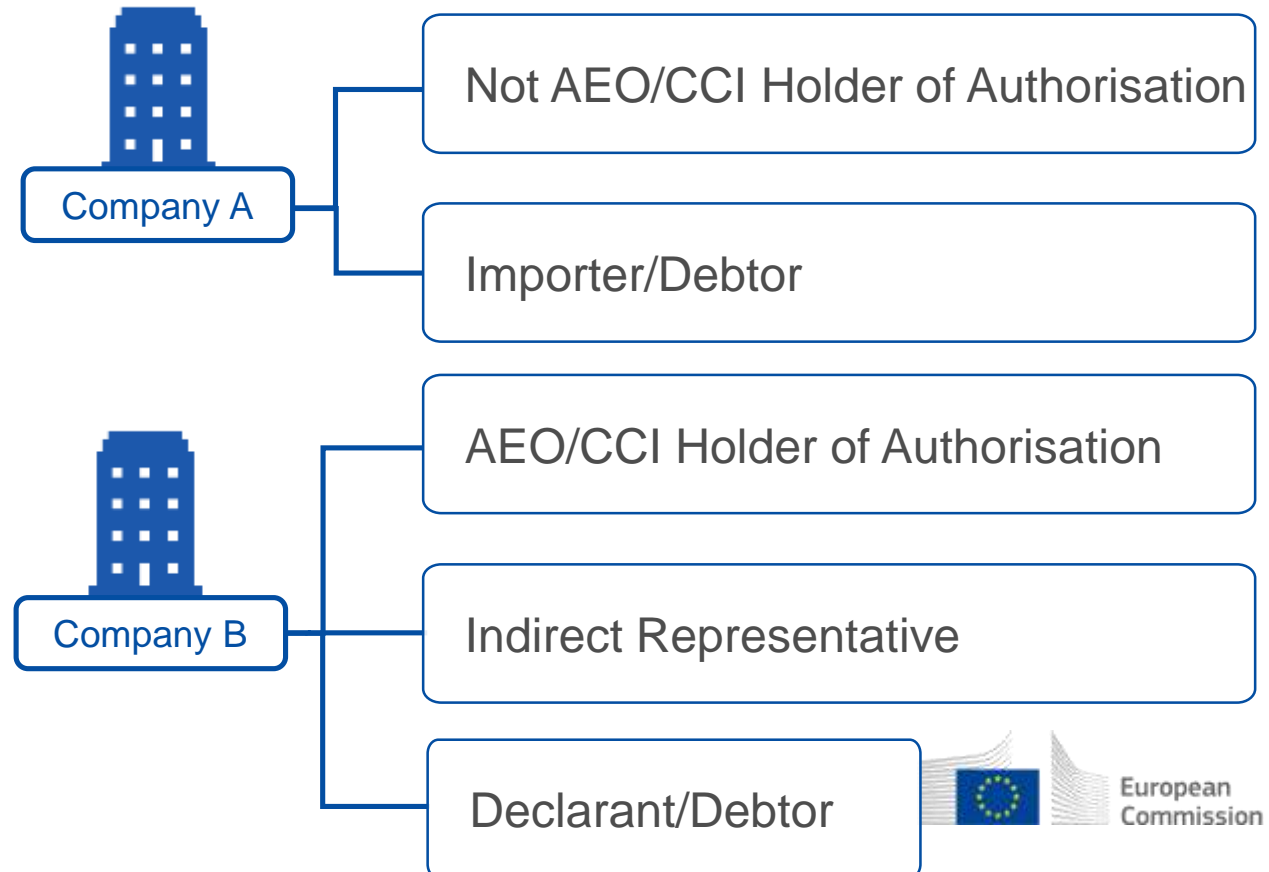 Not AEO/CCI Holder of Authorisation
Company A
Importer/Debtor
AEO/CCI Holder of Authorisation
Company B
Indirect Representative
Declarant/Debtor
European
Commission